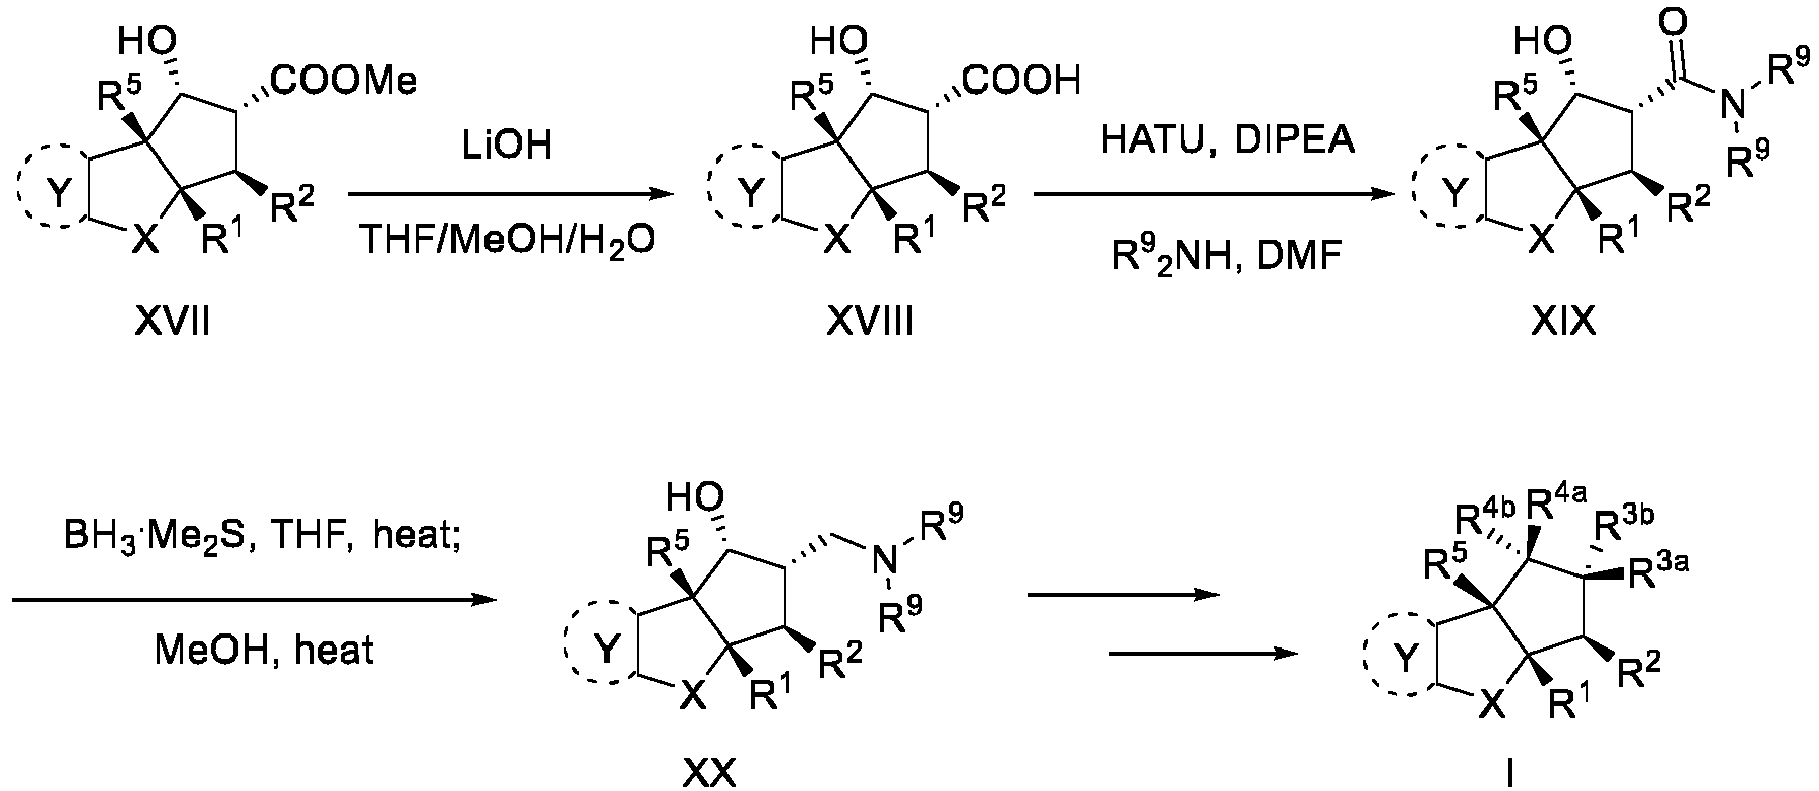 HO
R⁵
COOMe
Y
X
R¹
R²
XVII
LiOH
THF/MeOH/H₂O
HO
R⁵
COOH
Y
X
R¹
R²
XVIII
HATU, DIPEA
R⁹₂NH, DMF
HO
O
R⁵
N
R⁹
R⁹
Y
X
R¹
R²
XIX
BH₃·Me₂S, THF, heat;
MeOH, heat
HO
R⁵
N
R⁹
R⁹
Y
X
R¹
R²
XX
R⁴ᵇ
R⁴ᵃ
R³ᵇ
R⁵
R³ᵃ
Y
X
R¹
R²
I